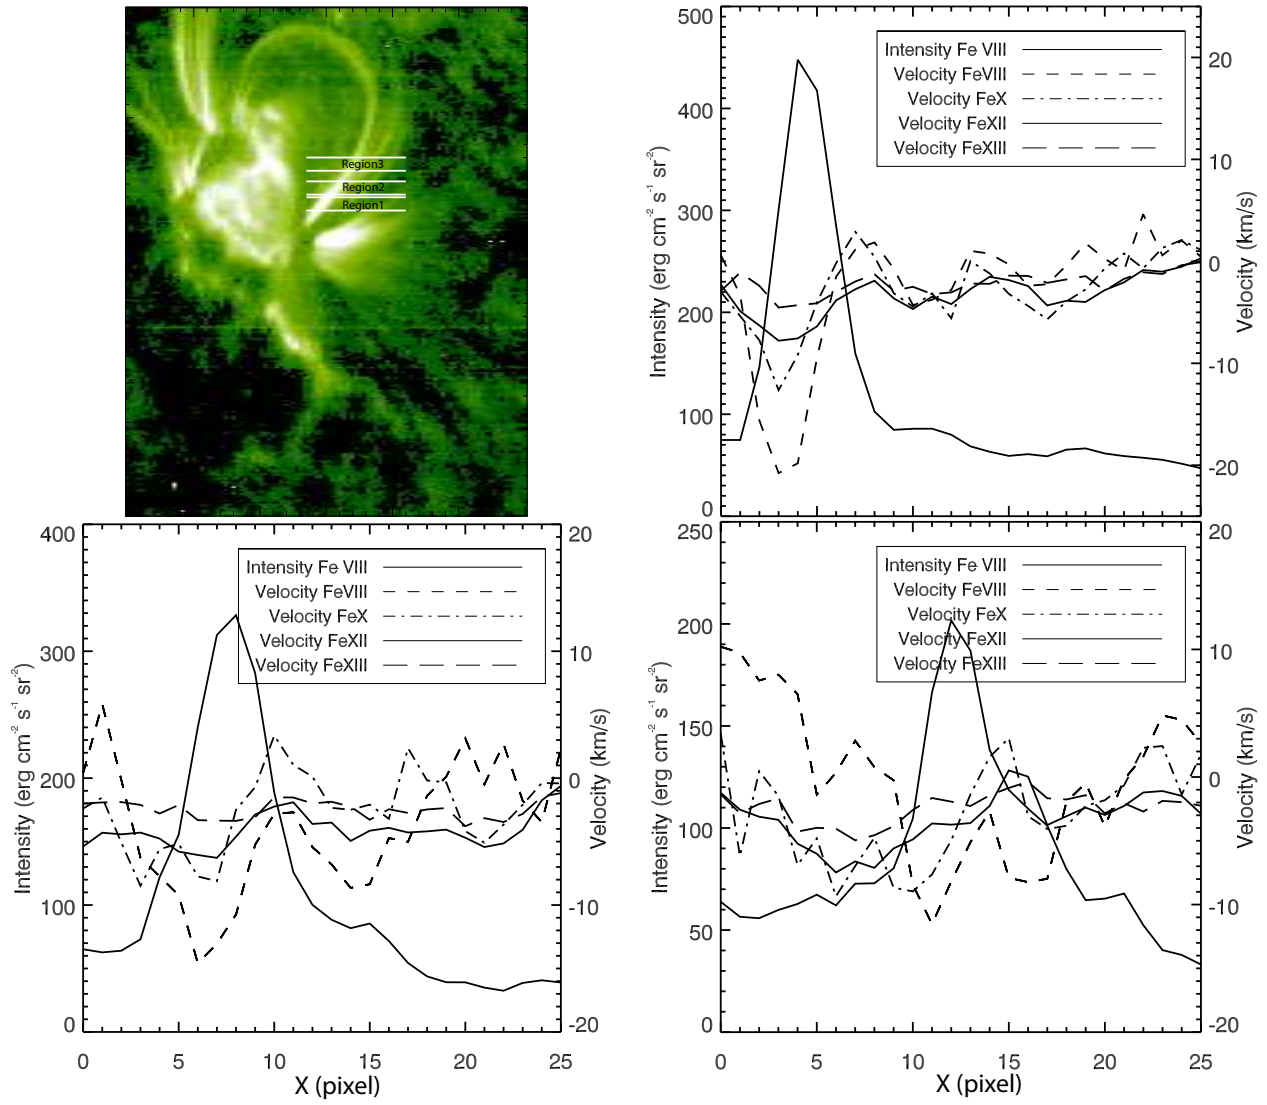 Region3
Region2
Region1
500
400
300
200
100
0
Intensity (erg cm-2 s-1 sr-2)
Intensity Fe VIII
Velocity FeVIII
Velocity FeX
Velocity FeXII
Velocity FeXIII
20
10
0
-10
-20
Velocity (km/s)
400
300
200
100
0
Intensity (erg cm-2 s-1 sr-2)
Intensity Fe VIII
Velocity FeVIII
Velocity FeX
Velocity FeXII
Velocity FeXIII
20
10
0
-10
-20
Velocity (km/s)
0 5 10 15 20 25
X (pixel)
250
200
150
100
50
0
Intensity (erg cm-2 s-1 sr-2)
Intensity Fe VIII
Velocity FeVIII
Velocity FeX
Velocity FeXII
Velocity FeXIII
20
10
0
-10
-20
Velocity (km/s)
0 5 10 15 20 25
X (pixel)